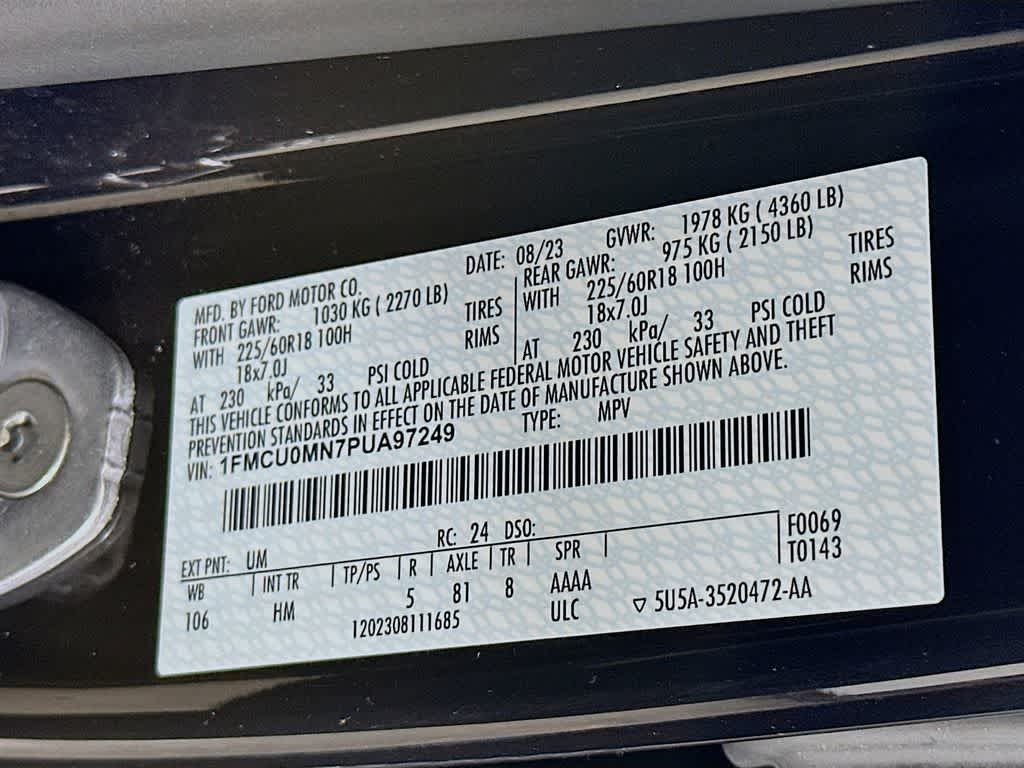 MFD. BY FORD MOTOR CO. DATE: 08/23 GVWR: 1978 KG ( 4360 LB)
FRONT GAWR: 1030 KG ( 2270 LB) REAR GAWR: 975 KG ( 2150 LB)
WITH 225/60R18 100H TIRES WITH 225/60R18 100H TIRES
18x7.0J RIMS 18x7.0J RIMS
AT 230 kPa/ 33 PSI COLD AT 230 kPa/ 33 PSI COLD
THIS VEHICLE CONFORMS TO ALL APPLICABLE FEDERAL MOTOR VEHICLE SAFETY AND THEFT
PREVENTION STANDARDS IN EFFECT ON THE DATE OF MANUFACTURE SHOWN ABOVE.
VIN: 1FMCU0MN7PUA97249 TYPE: MPV
EXT PNT: UM RC: 24 DSO: F0069
WB INT TR TP/PS R AXLE TR SPR T0143
106 HM 5 81 8 AAAA
1202308111685 ULC ▽ 5U5A-3520472-AA